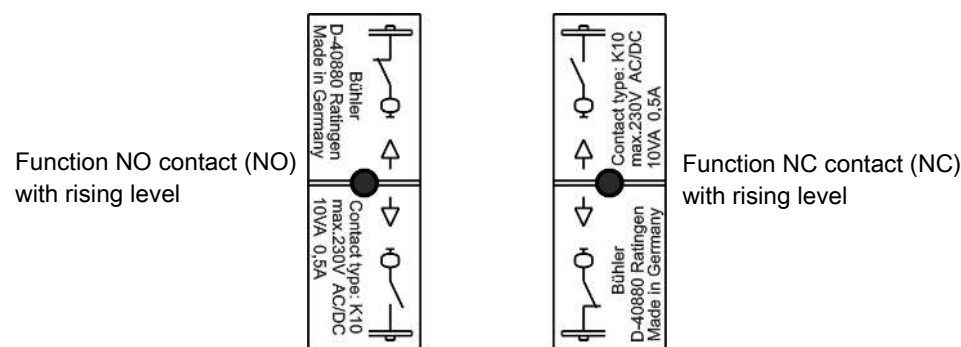 Function NO contact (NO)
with rising level
Bühler
D-40880 Ratingen
Made in Germany
Contact type: K10
max.230V AC/DC
10VA 0,5A
Contact type: K10
max.230V AC/DC
10VA 0,5A
Bühler
D-40880 Ratingen
Made in Germany
Function NC contact (NC)
with rising level